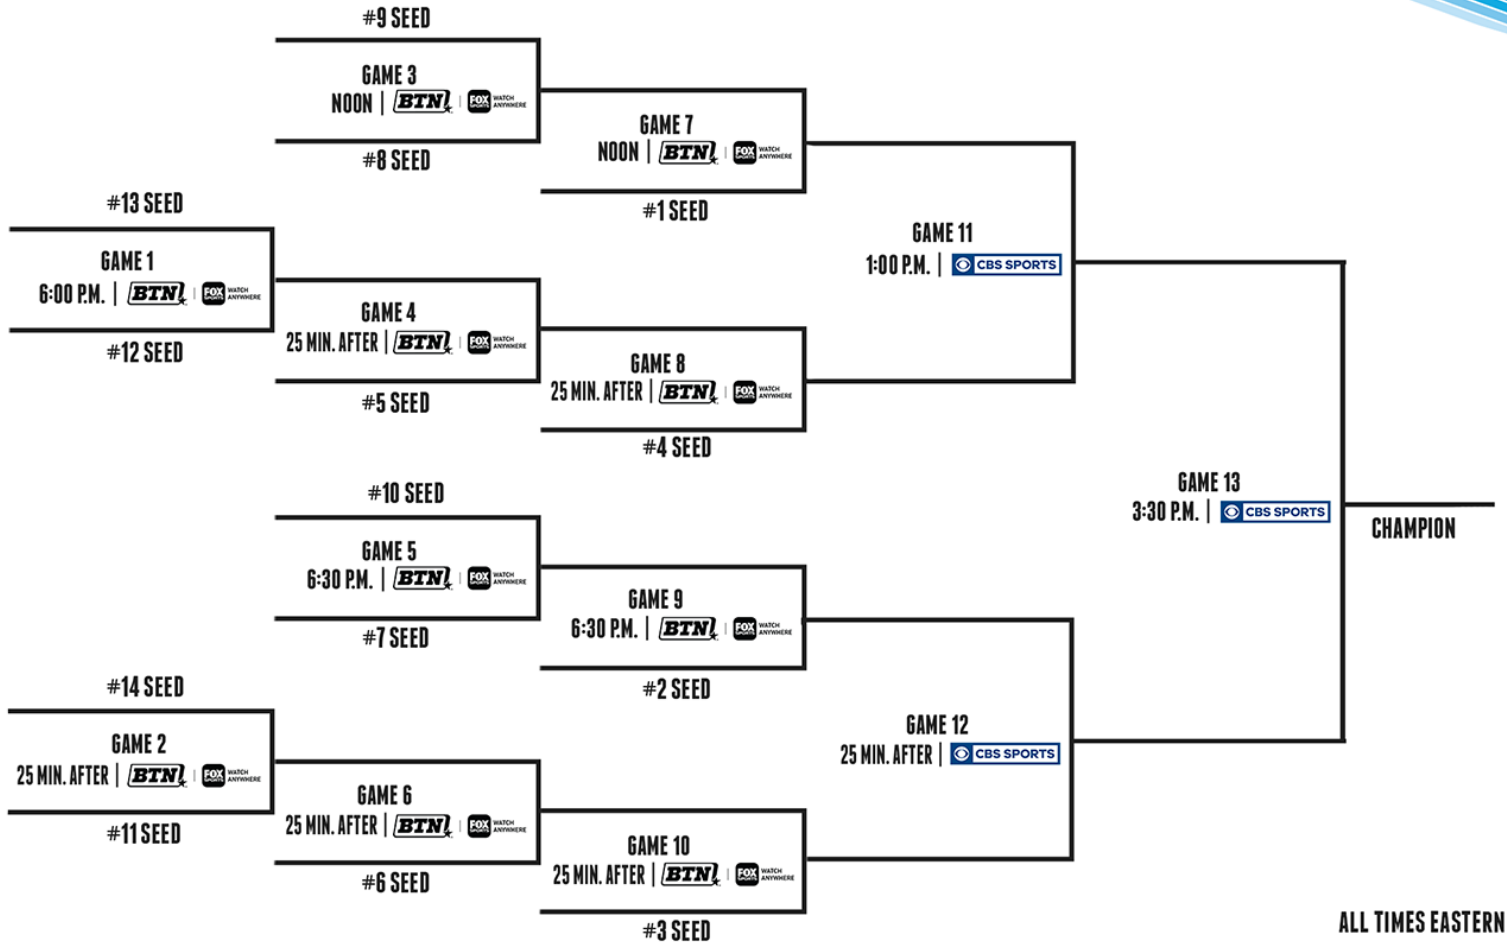 #9 SEED
GAME 3
NOON | BTN | FOX SPORTS WATCH ANYWHERE
#8 SEED
GAME 7
NOON | BTN | FOX SPORTS WATCH ANYWHERE
#1 SEED
#13 SEED
GAME 1
6:00 P.M. | BTN | FOX SPORTS WATCH ANYWHERE
#12 SEED
GAME 4
25 MIN. AFTER | BTN | FOX SPORTS WATCH ANYWHERE
#5 SEED
GAME 8
25 MIN. AFTER | BTN | FOX SPORTS WATCH ANYWHERE
#4 SEED
GAME 11
1:00 P.M. | CBS SPORTS
#10 SEED
GAME 5
6:30 P.M. | BTN | FOX SPORTS WATCH ANYWHERE
#7 SEED
GAME 9
6:30 P.M. | BTN | FOX SPORTS WATCH ANYWHERE
#2 SEED
#14 SEED
GAME 2
25 MIN. AFTER | BTN | FOX SPORTS WATCH ANYWHERE
#11 SEED
GAME 6
25 MIN. AFTER | BTN | FOX SPORTS WATCH ANYWHERE
#6 SEED
GAME 10
25 MIN. AFTER | BTN | FOX SPORTS WATCH ANYWHERE
#3 SEED
GAME 12
25 MIN. AFTER | CBS SPORTS
GAME 13
3:30 P.M. | CBS SPORTS
CHAMPION
ALL TIMES EASTERN